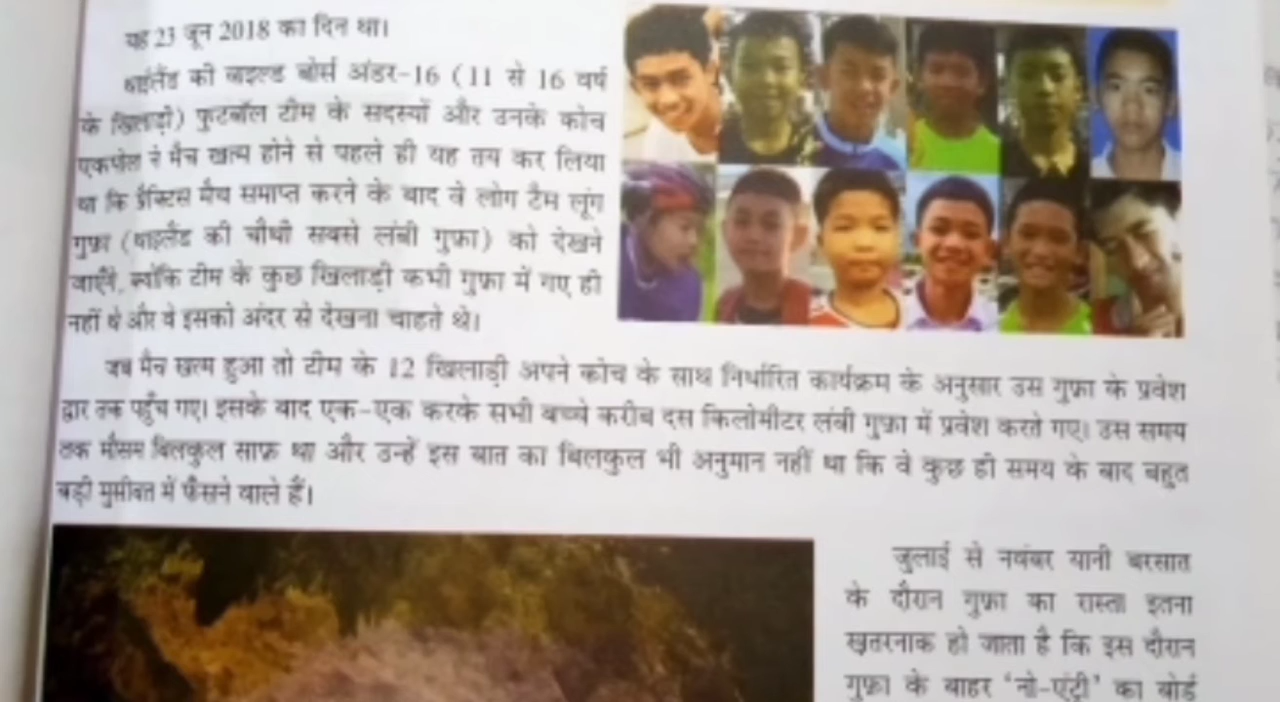 यह 23 जून 2018 का दिन था।
थाईलैंड की वाइल्ड बोर्स अंडर-16 (11 से 16 वर्ष
के खिलाड़ी) फुटबॉल टीम के सदस्यों और उनके कोच
एकपोल ने मैच खत्म होने से पहले ही यह तय कर लिया
था कि प्रैक्टिस मैच समाप्त करने के बाद वे लोग टैम लूंग
गुफ़ा (थाइलैंड की चौथी सबसे लंबी गुफ़ा) को देखने
जाएँगे, क्योंकि टीम के कुछ खिलाड़ी कभी गुफ़ा में गए ही
नहीं थे और वे इसको अंदर से देखना चाहते थे।
जब मैच खत्म हुआ तो टीम के 12 खिलाड़ी अपने कोच के साथ निर्धारित कार्यक्रम के अनुसार उस गुफ़ा के प्रवेश
द्वार तक पहुँच गए। इसके बाद एक-एक करके सभी बच्चे करीब दस किलोमीटर लंबी गुफ़ा में प्रवेश करते गए। उस समय
तक मौसम बिलकुल साफ़ था और उन्हें इस बात का बिलकुल भी अनुमान नहीं था कि वे कुछ ही समय के बाद बहुत
बड़ी मुसीबत में फँसने वाले हैं।
जुलाई से नवंबर यानी बरसात
के दौरान गुफ़ा का रास्ता इतना
खतरनाक हो जाता है कि इस दौरान
गुफ़ा के बाहर 'नो-एंट्री' का बोर्ड